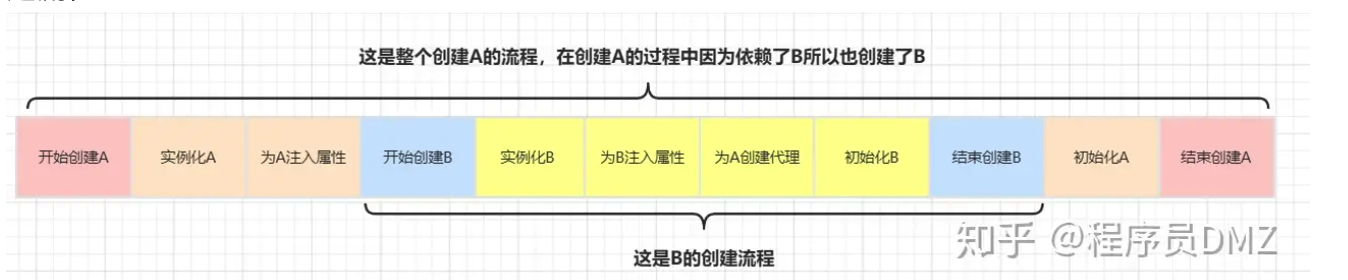 这是整个创建A的流程，在创建A的过程中因为依赖了B所以也创建了B
开始创建A 实例化A 为A注入属性 开始创建B 实例化B 为B注入属性 为A创建代理 初始化B 结束创建B 初始化A 结束创建A
这是B的创建流程
知乎 @程序员DMZ